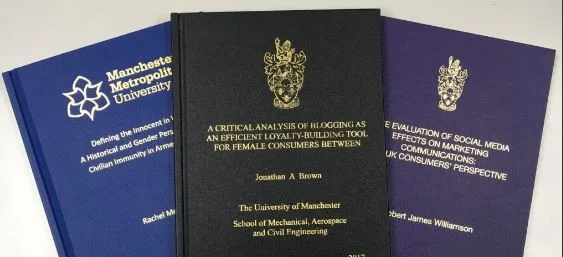 Manchester
Metropolit
University
Defining the Innocent in
A Historical and Gender Pers
Civilian Immunity in Arme
Rachel Mc
A CRITICAL ANALYSIS OF BLOGGING AS
AN EFFICIENT LOYALTY-BUILDING TOOL
FOR FEMALE CONSUMERS BETWEEN
Jonathan A Brown
The University of Manchester
School of Mechanical, Aerospace
and Civil Engineering
2017
E EVALUATION OF SOCIAL MEDIA
EFFECTS ON MARKETING
COMMUNICATIONS:
UK CONSUMERS' PERSPECTIVE
obert James Williamson